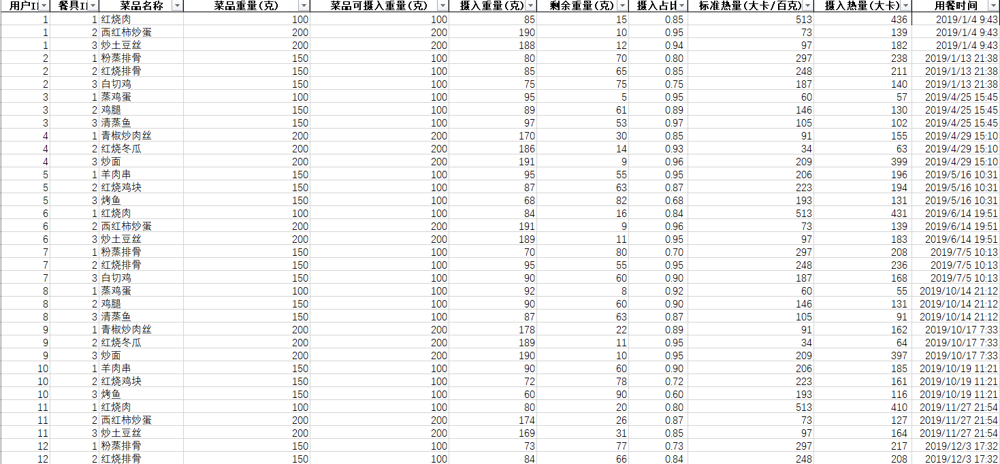 用户I 餐具I 菜品名称 菜品重量(克) 菜品可摄入重量(克) 摄入重量(克) 剩余重量(克) 摄入占比 标准热量(大卡/百克) 摄入热量(大卡) 用餐时间
1 1 红烧肉 100 100 85 15 0.85 513 436 2019/1/4 9:43
1 2 西红柿炒蛋 200 200 190 10 0.95 73 139 2019/1/4 9:43
1 3 炒土豆丝 200 200 188 12 0.94 97 182 2019/1/4 9:43
2 1 粉蒸排骨 150 100 80 70 0.80 297 238 2019/1/13 21:38
2 2 红烧排骨 150 100 85 65 0.85 248 211 2019/1/13 21:38
2 3 白切鸡 150 100 75 75 0.75 187 140 2019/1/13 21:38
3 1 蒸鸡蛋 100 100 95 5 0.95 60 57 2019/4/25 15:45
3 2 鸡腿 150 100 89 61 0.89 146 130 2019/4/25 15:45
3 3 清蒸鱼 150 100 97 53 0.97 105 102 2019/4/25 15:45
4 1 青椒炒肉丝 200 200 170 30 0.85 91 155 2019/4/29 15:10
4 2 红烧冬瓜 200 200 186 14 0.93 34 63 2019/4/29 15:10
4 3 炒面 200 200 191 9 0.96 209 399 2019/4/29 15:10
5 1 羊肉串 150 100 95 55 0.95 206 196 2019/5/16 10:31
5 2 红烧鸡块 150 100 87 63 0.87 223 194 2019/5/16 10:31
5 3 烤鱼 150 100 68 82 0.68 193 131 2019/5/16 10:31
6 1 红烧肉 100 100 84 16 0.84 513 431 2019/6/14 19:51
6 2 西红柿炒蛋 200 200 191 9 0.96 73 139 2019/6/14 19:51
6 3 炒土豆丝 200 200 189 11 0.95 97 183 2019/6/14 19:51
7 1 粉蒸排骨 150 100 70 80 0.70 297 208 2019/7/5 10:13
7 2 红烧排骨 150 100 95 55 0.95 248 236 2019/7/5 10:13
7 3 白切鸡 150 100 90 60 0.90 187 168 2019/7/5 10:13
8 1 蒸鸡蛋 100 100 92 8 0.92 60 55 2019/10/14 21:12
8 2 鸡腿 150 100 90 60 0.90 146 131 2019/10/14 21:12
8 3 清蒸鱼 150 100 87 63 0.87 105 91 2019/10/14 21:12
9 1 青椒炒肉丝 200 200 178 22 0.89 91 162 2019/10/17 7:33
9 2 红烧冬瓜 200 200 189 11 0.95 34 64 2019/10/17 7:33
9 3 炒面 200 200 190 10 0.95 209 397 2019/10/17 7:33
10 1 羊肉串 150 100 90 60 0.90 206 185 2019/10/19 11:21
10 2 红烧鸡块 150 100 72 78 0.72 223 161 2019/10/19 11:21
10 3 烤鱼 150 100 60 90 0.60 193 116 2019/10/19 11:21
11 1 红烧肉 100 100 80 20 0.80 513 410 2019/11/27 21:54
11 2 西红柿炒蛋 200 200 174 26 0.87 73 127 2019/11/27 21:54
11 3 炒土豆丝 200 200 169 31 0.85 97 164 2019/11/27 21:54
12 1 粉蒸排骨 150 100 73 77 0.73 297 217 2019/12/3 17:32
12 2 红烧排骨 150 100 84 66 0.84 248 208 2019/12/3 17:32